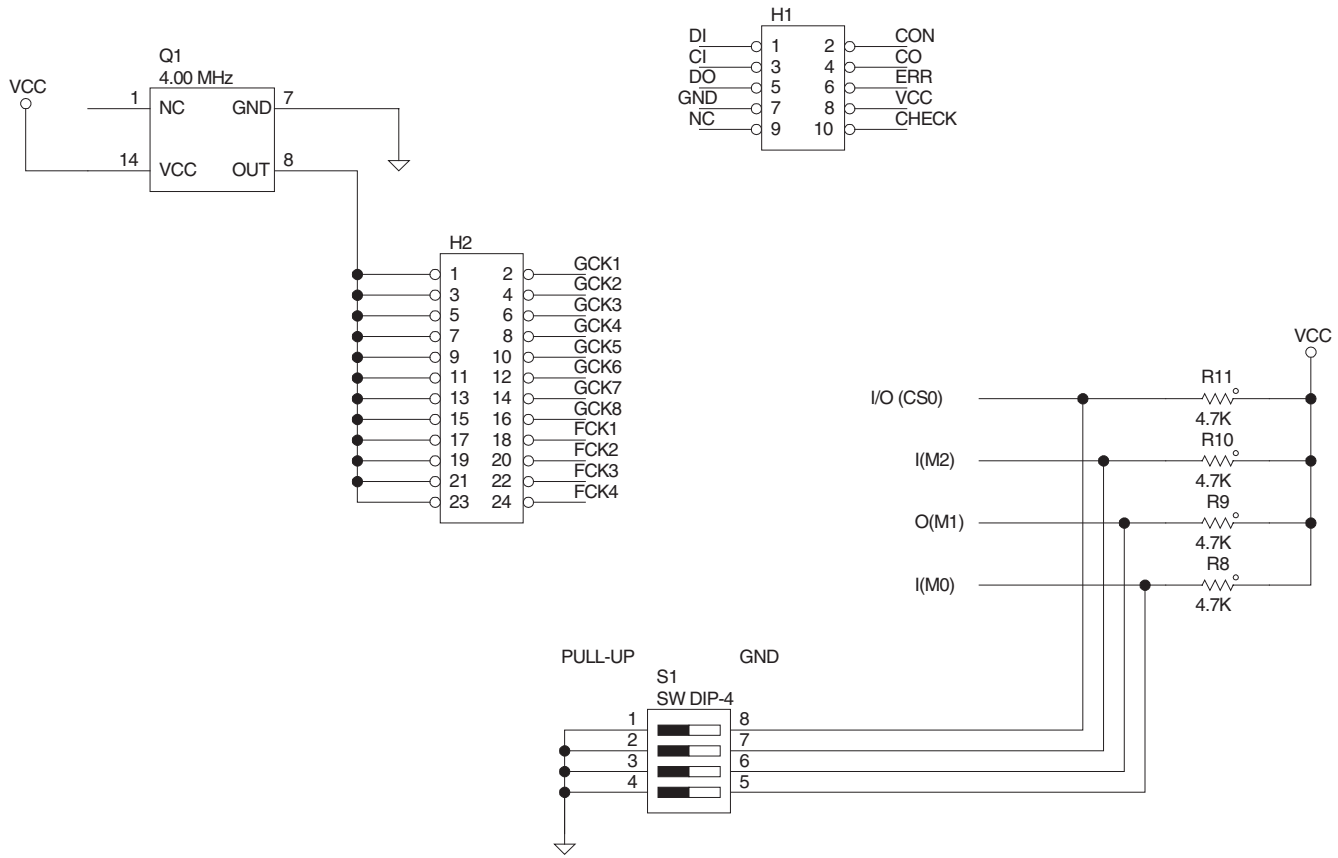 H1
DI 1 2 CON
CI 3 4 CO
DO 5 6 ERR
GND 7 8 VCC
NC 9 10 CHECK
Q1
4.00 MHz
VCC
1 NC GND 7
14 VCC OUT 8
H2
1 2 GCK1
3 4 GCK2
5 6 GCK3
7 8 GCK4
9 10 GCK5
11 12 GCK6
13 14 GCK7
15 16 GCK8
17 18 FCK1
19 20 FCK2
21 22 FCK3
23 24 FCK4
VCC
I/O (CS0) R11
4.7K
I(M2) R10
4.7K
O(M1) R9
4.7K
I(M0) R8
4.7K
PULL-UP GND
S1
SW DIP-4
1 8
2 7
3 6
4 5